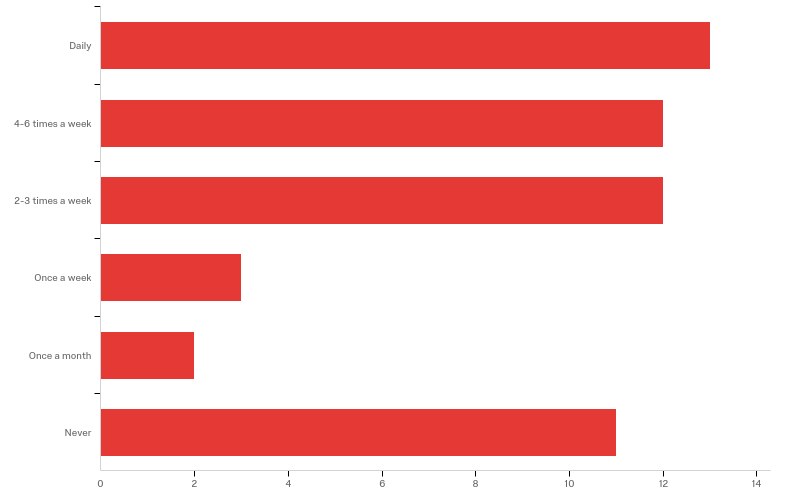 Daily
4-6 times a week
2-3 times a week
Once a week
Once a month
Never
0 2 4 6 8 10 12 14